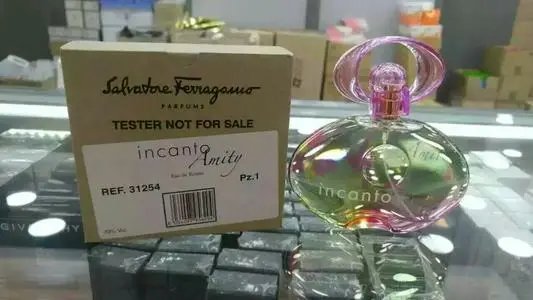 Salvatore Ferragamo
PARFUMS
TESTER NOT FOR SALE
incanto
Amity
Eau de Toilette
REF. 31254
Pz.1
incanto